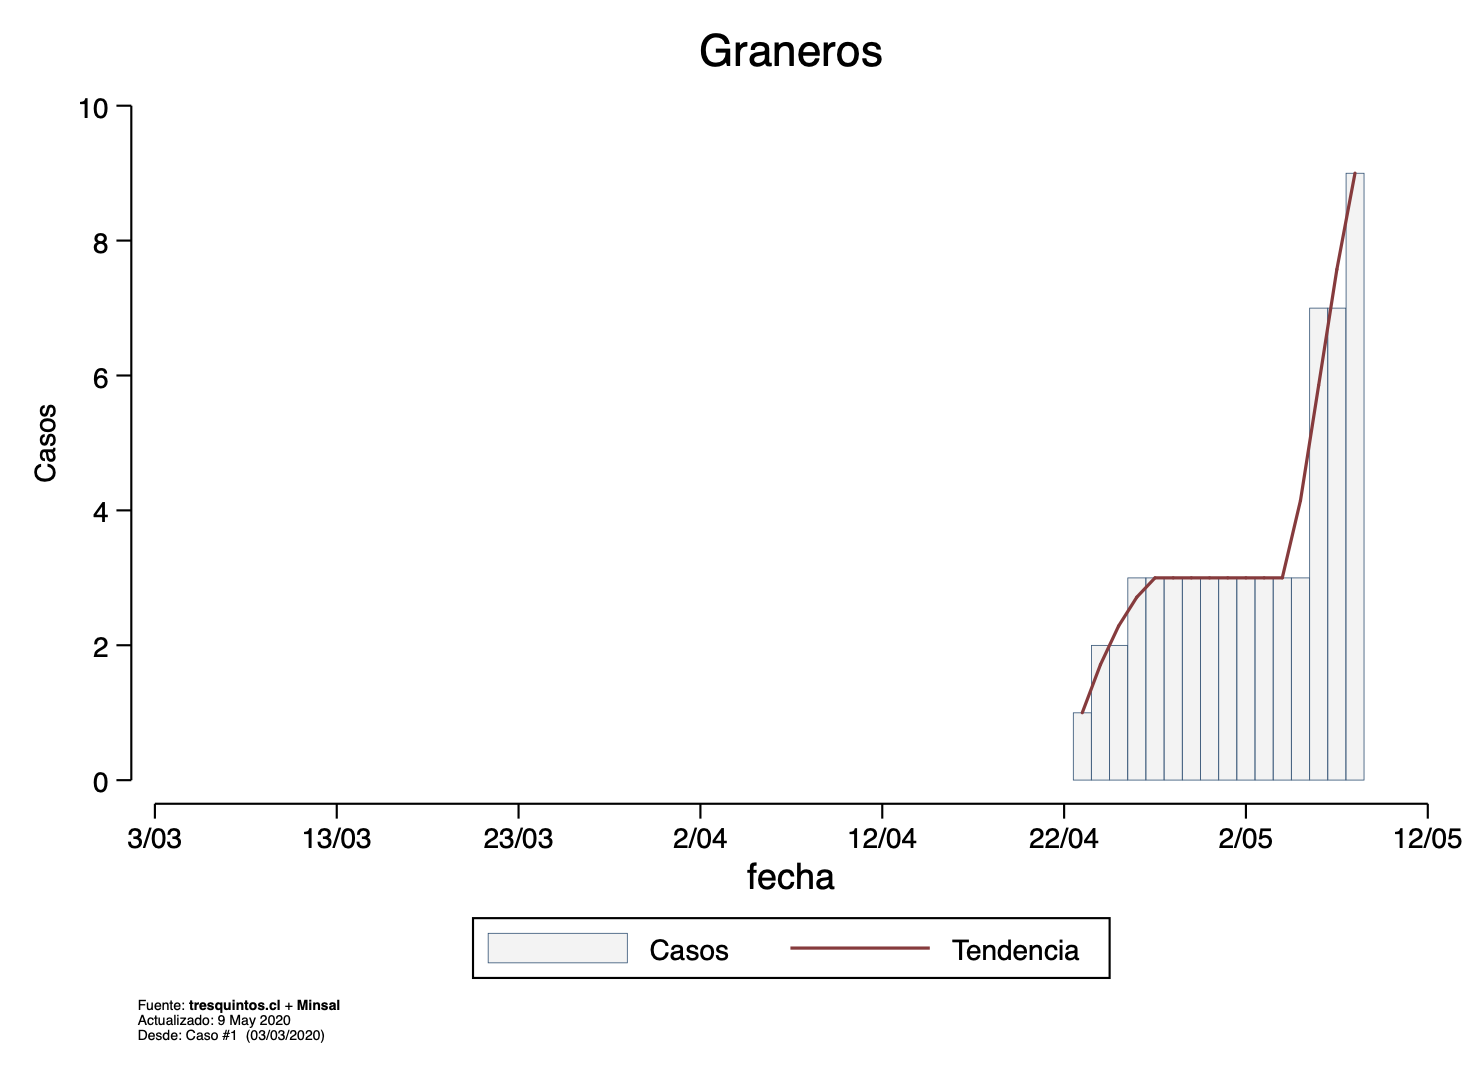 Graneros
10
8
6
4
2
0
Casos
3/03 13/03 23/03 2/04 12/04 22/04 2/05 12/05
fecha
Casos Tendencia
Fuente: tresquintos.cl + Minsal
Actualizado: 9 May 2020
Desde: Caso #1 (03/03/2020)